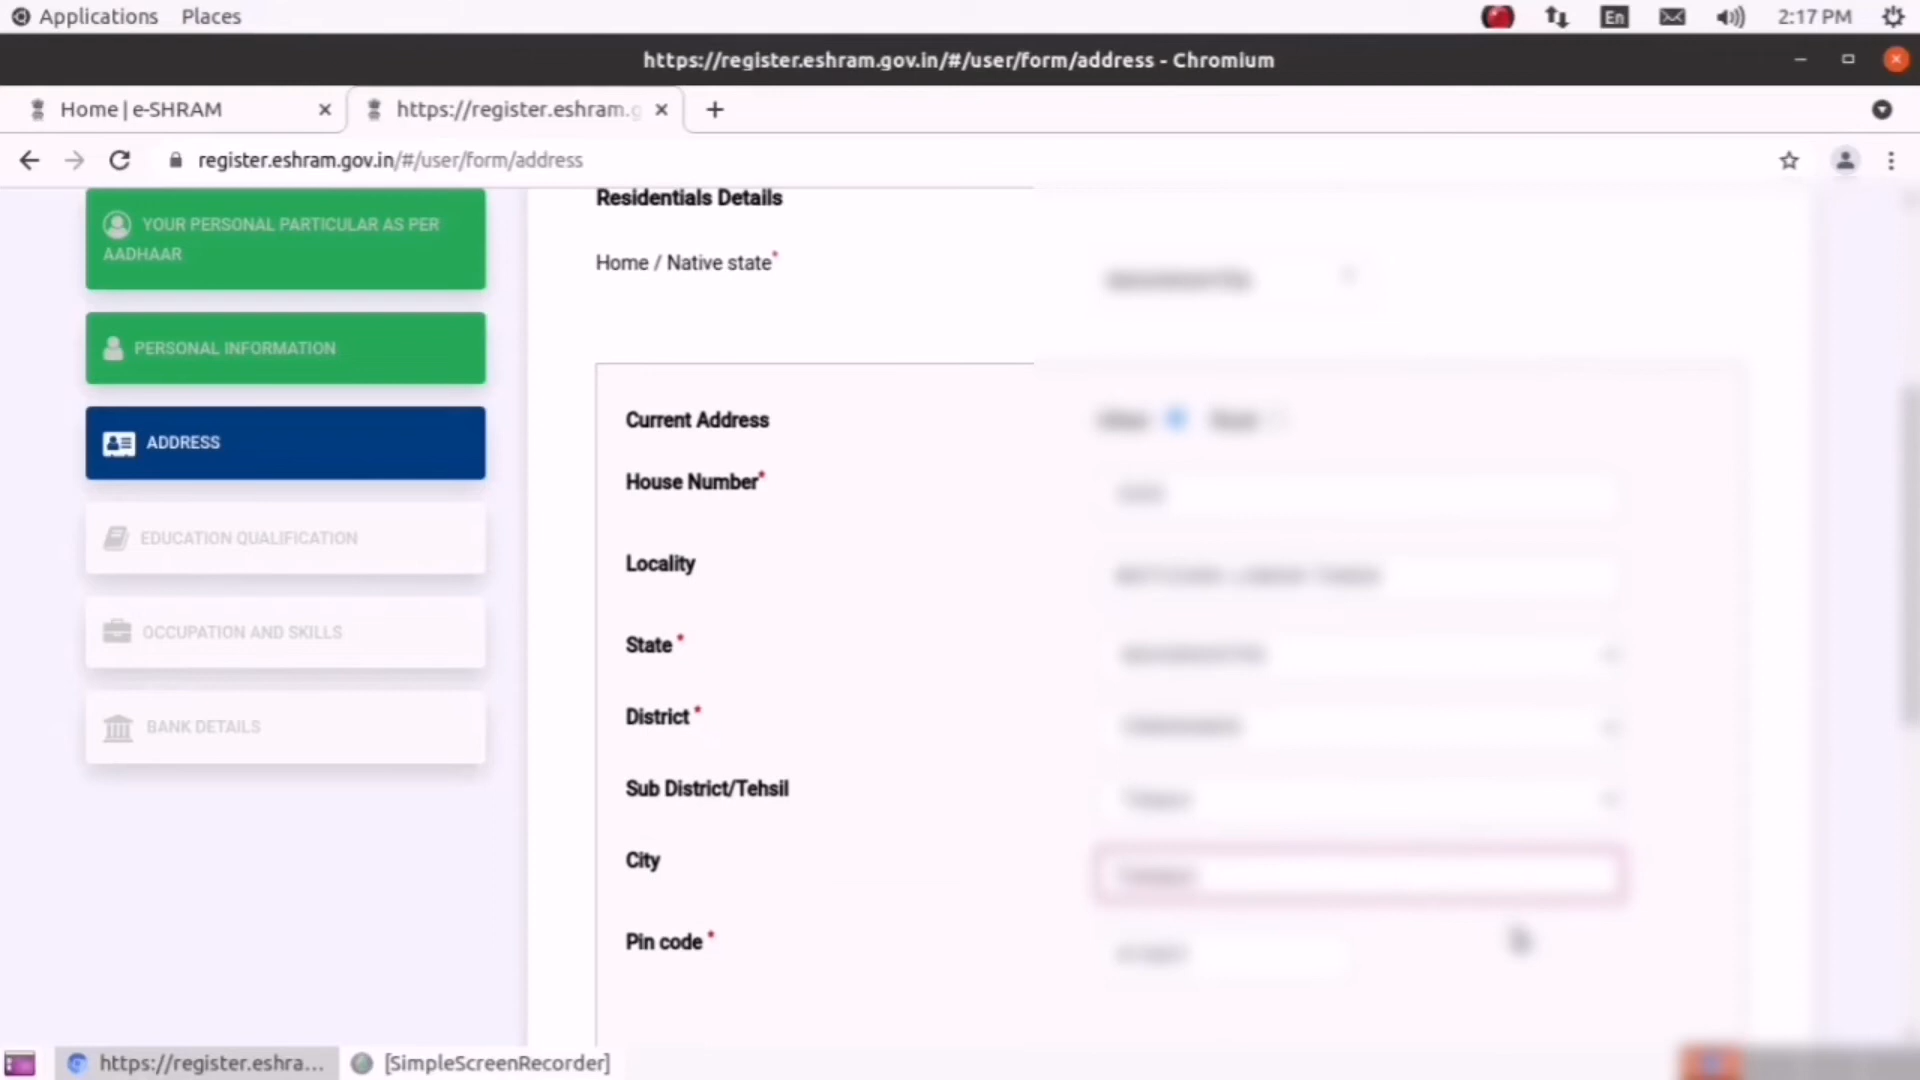 Applications Places
En 2:17 PM
https://register.eshram.gov.in/#/user/form/address - Chromium
Home | e-SHRAM
https://register.eshram.g
register.eshram.gov.in/#/user/form/address
YOUR PERSONAL PARTICULAR AS PER
AADHAAR
PERSONAL INFORMATION
ADDRESS
EDUCATION QUALIFICATION
OCCUPATION AND SKILLS
BANK DETAILS
Residentials Details
Home / Native state*
Current Address
House Number*
Locality
State *
District *
Sub District/Tehsil
City
Pin code *
https://register.eshra...
[SimpleScreenRecorder]